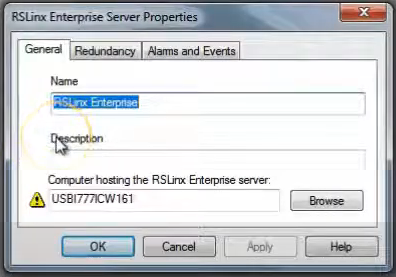 RSLinx Enterprise Server Properties
General Redundancy Alarms and Events
Name
RSLinx Enterprise
Description
Computer hosting the RSLinx Enterprise server:
USBI777ICW161 Browse
OK Cancel Apply Help